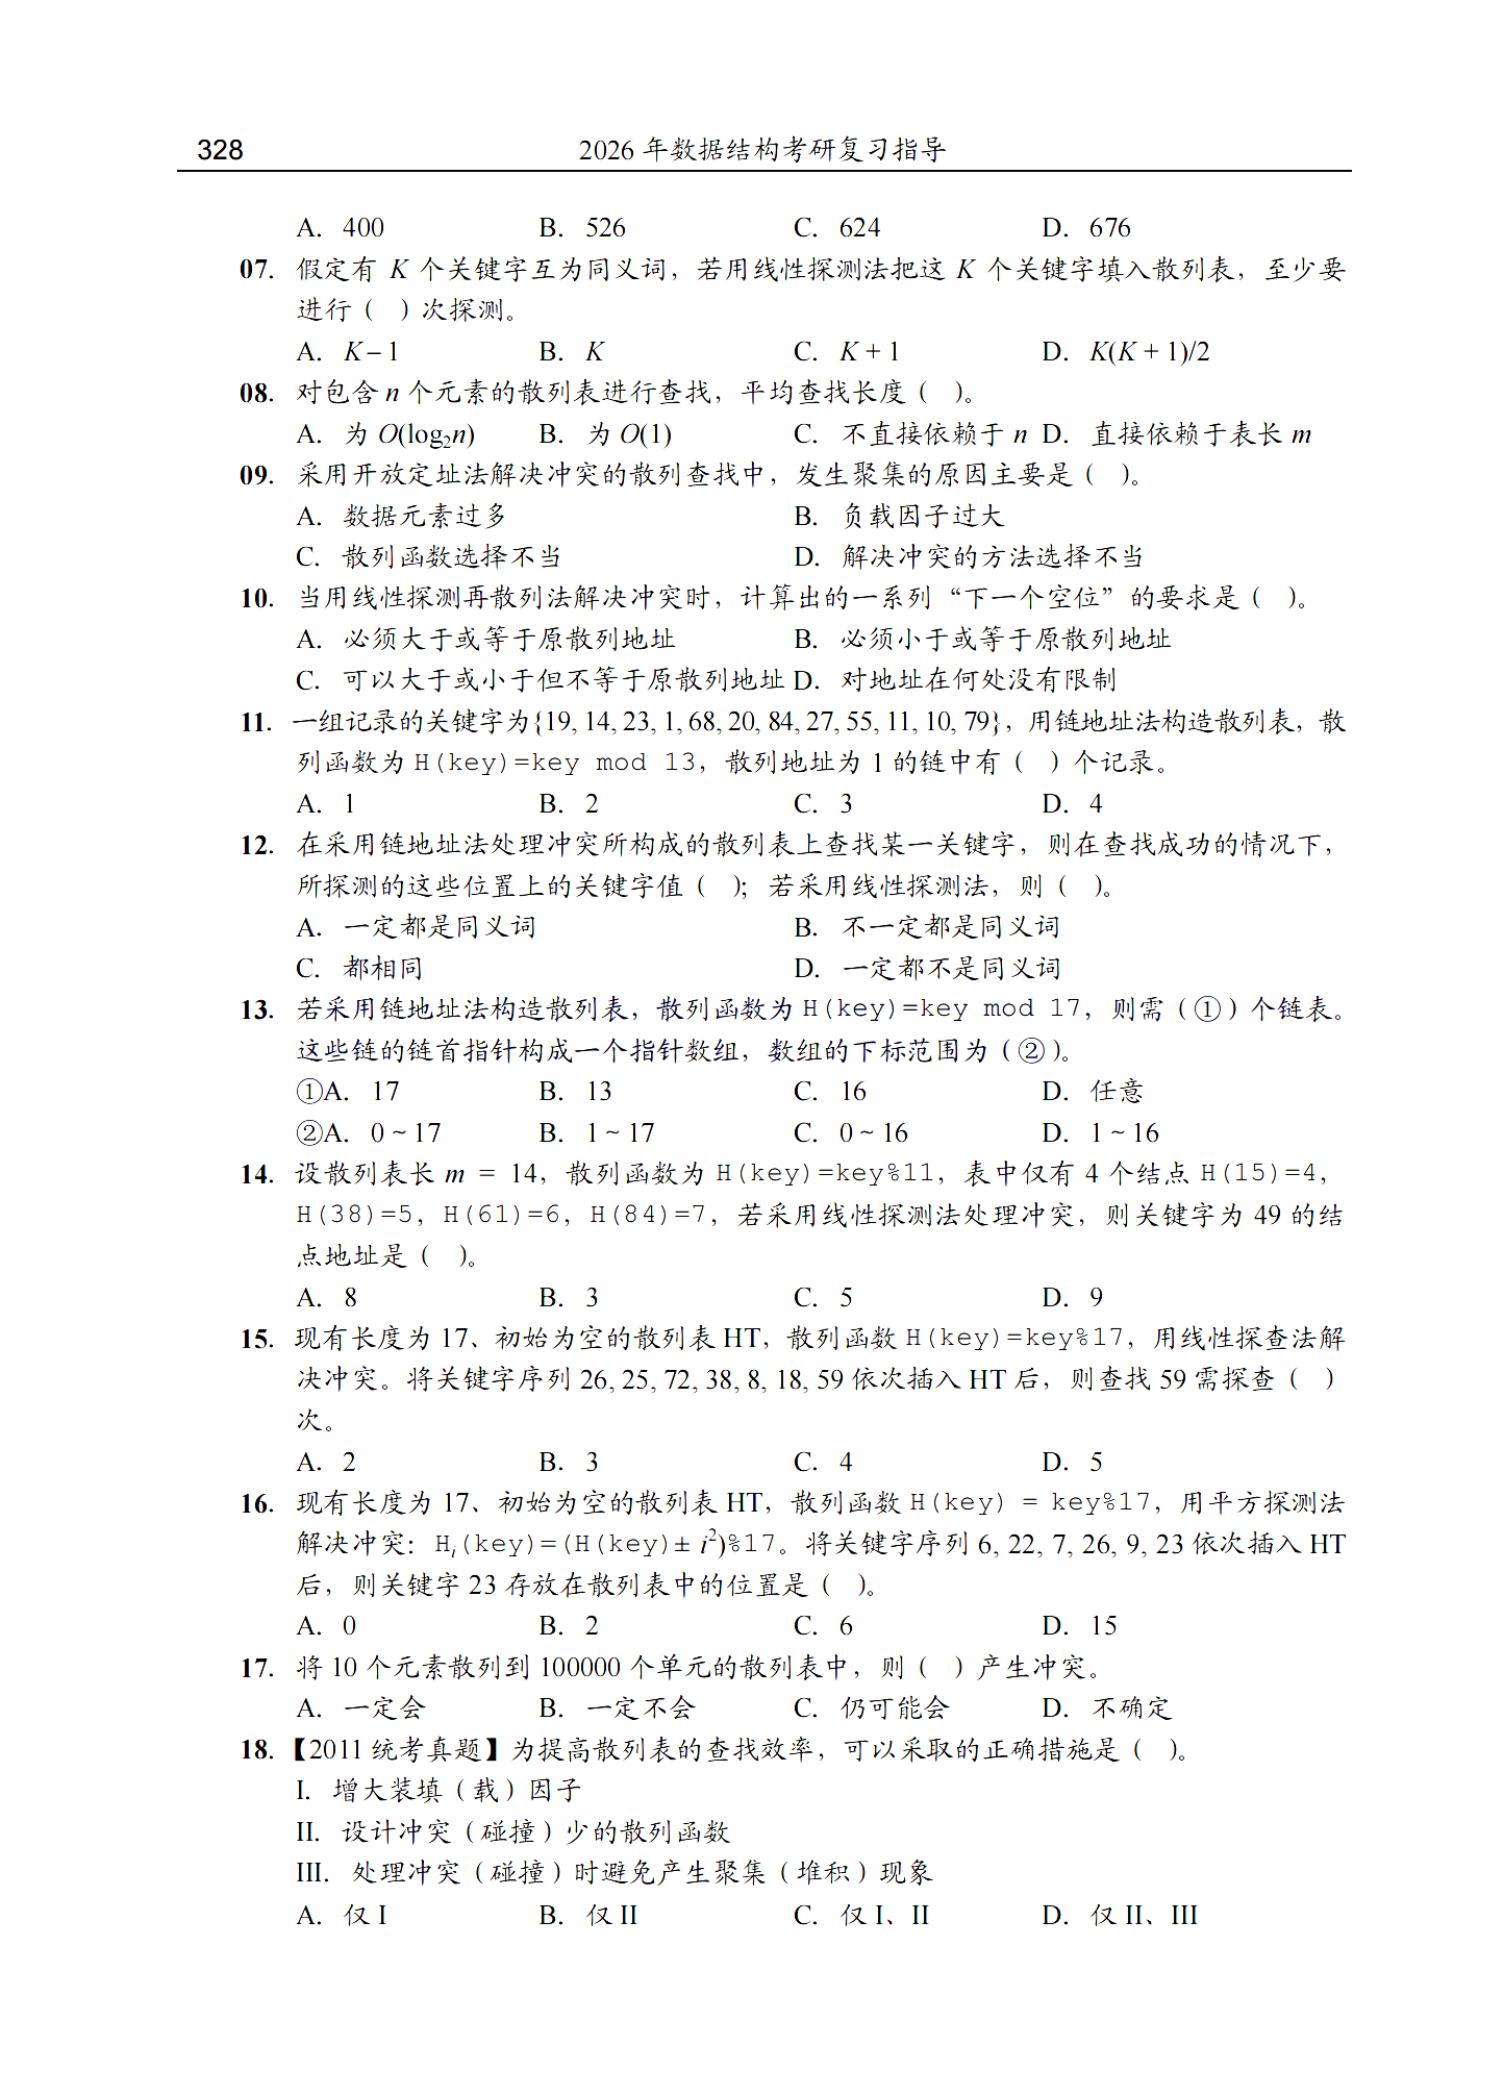 328 2026 年数据结构考研复习指导
A. 400 B. 526 C. 624 D. 676
07. 假定有 K 个关键字互为同义词，若用线性探测法把这 K 个关键字填入散列表，至少要
进行（ ）次探测。
A. K－1 B. K C. K + 1 D. K(K + 1)/2
08. 对包含 n 个元素的散列表进行查找，平均查找长度（ ）。
A. 为 O(log₂n) B. 为 O(1) C. 不直接依赖于 n D. 直接依赖于表长 m
09. 采用开放定址法解决冲突的散列查找中，发生聚集的原因主要是（ ）。
A. 数据元素过多 B. 负载因子过大
C. 散列函数选择不当 D. 解决冲突的方法选择不当
10. 当用线性探测再散列法解决冲突时，计算出的一系列“下一个空位”的要求是（ ）。
A. 必须大于或等于原散列地址 B. 必须小于或等于原散列地址
C. 可以大于或小于但不等于原散列地址 D. 对地址在何处没有限制
11. 一组记录的关键字为{19, 14, 23, 1, 68, 20, 84, 27, 55, 11, 10, 79}，用链地址法构造散列表，散
列函数为 H(key)=key mod 13，散列地址为 1 的链中有（ ）个记录。
A. 1 B. 2 C. 3 D. 4
12. 在采用链地址法处理冲突所构成的散列表上查找某一关键字，则在查找成功的情况下，
所探测的这些位置上的关键字值（ ）；若采用线性探测法，则（ ）。
A. 一定都是同义词 B. 不一定都是同义词
C. 都相同 D. 一定都不是同义词
13. 若采用链地址法构造散列表，散列函数为 H(key)=key mod 17，则需（①）个链表。
这些链的链首指针构成一个指针数组，数组的下标范围为（②）。
①A. 17 B. 13 C. 16 D. 任意
②A. 0 ~ 17 B. 1 ~ 17 C. 0 ~ 16 D. 1 ~ 16
14. 设散列表长 m = 14，散列函数为 H(key)=key%11，表中仅有 4 个结点 H(15)=4，
H(38)=5，H(61)=6，H(84)=7，若采用线性探测法处理冲突，则关键字为 49 的结
点地址是（ ）。
A. 8 B. 3 C. 5 D. 9
15. 现有长度为 17、初始为空的散列表 HT，散列函数 H(key)=key%17，用线性探查法解
决冲突。将关键字序列 26, 25, 72, 38, 8, 18, 59 依次插入 HT 后，则查找 59 需探查（ ）
次。
A. 2 B. 3 C. 4 D. 5
16. 现有长度为 17、初始为空的散列表 HT，散列函数 H(key) = key%17，用平方探测法
解决冲突：Hᵢ(key)=(H(key)± i²)%17。将关键字序列 6, 22, 7, 26, 9, 23 依次插入 HT
后，则关键字 23 存放在散列表中的位置是（ ）。
A. 0 B. 2 C. 6 D. 15
17. 将 10 个元素散列到 100000 个单元的散列表中，则（ ）产生冲突。
A. 一定会 B. 一定不会 C. 仍可能会 D. 不确定
18. 【2011 统考真题】为提高散列表的查找效率，可以采取的正确措施是（ ）。
I. 增大装填（载）因子
II. 设计冲突（碰撞）少的散列函数
III. 处理冲突（碰撞）时避免产生聚集（堆积）现象
A. 仅 I B. 仅 II C. 仅 I、II D. 仅 II、III